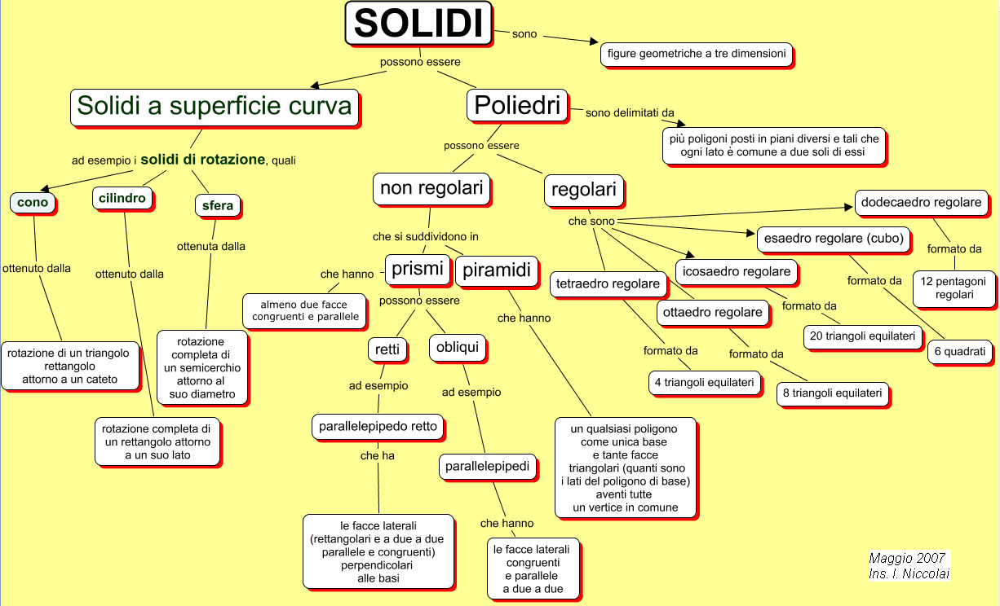 SOLIDI
sono
figure geometriche a tre dimensioni
possono essere
Solidi a superficie curva
Poliedri
sono delimitati da
più poligoni posti in piani diversi e tali che
ogni lato è comune a due soli di essi
ad esempio i solidi di rotazione, quali
possono essere
cono
cilindro
sfera
non regolari
regolari
ottenuto dalla
ottenuto dalla
ottenuta dalla
rotazione di un triangolo
rettangolo
attorno a un cateto
rotazione completa di
un rettangolo attorno
a un suo lato
rotazione
completa di
un semicerchio
attorno al
suo diametro
che si suddividono in
prismi
piramidi
che hanno
almeno due facce
congruenti e parallele
possono essere
retti
obliqui
ad esempio
ad esempio
parallelepipedo retto
che ha
le facce laterali
(rettangolari e a due a due
parallele e congruenti)
perpendicolari
alle basi
parallelepipedi
che hanno
le facce laterali
congruenti
e parallele
a due a due
che hanno
un qualsiasi poligono
come unica base
e tante facce
triangolari (quanti sono
i lati del poligono di base)
aventi tutte
un vertice in comune
che sono
tetraedro regolare
formato da
4 triangoli equilateri
ottaedro regolare
formato da
8 triangoli equilateri
icosaedro regolare
formato da
20 triangoli equilateri
esaedro regolare (cubo)
formato da
6 quadrati
dodecaedro regolare
formato da
12 pentagoni
regolari
Maggio 2007
Ins. I. Niccolai